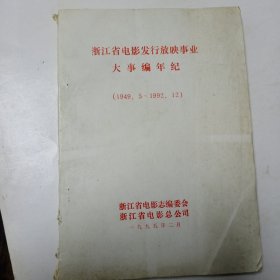 浙江省电影发行放映事业
大事编年纪
（1949．5－1992．12）
浙江省电影志编委会
浙江省电影总公司
一九九五年二月